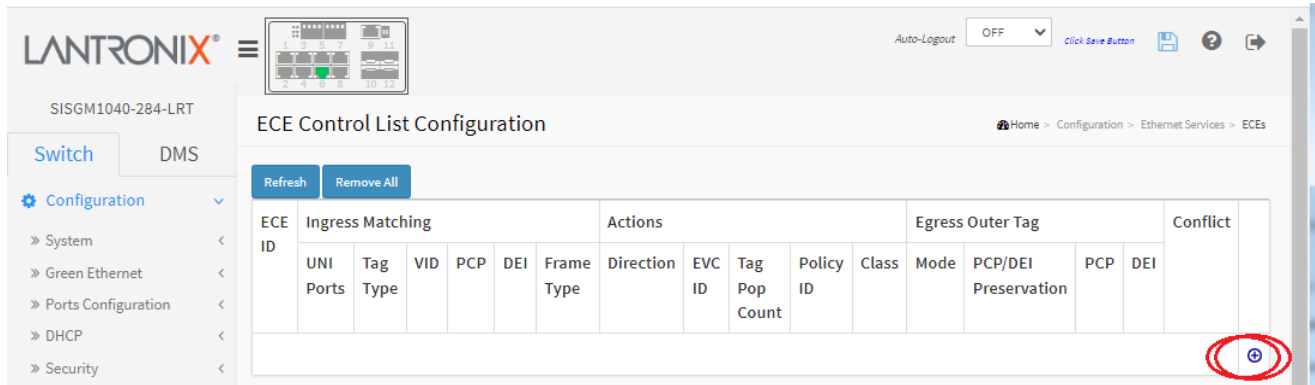 LANTRONIX®
1 3 5 7 9 11
2 4 6 8 10 12
Auto-Logout OFF Click Save Button
SISGM1040-284-LRT
Switch DMS
Configuration
» System
» Green Ethernet
» Ports Configuration
» DHCP
» Security
ECE Control List Configuration
Home > Configuration > Ethernet Services > ECEs
Refresh Remove All
ECE ID Ingress Matching Actions Egress Outer Tag Conflict
UNI Ports Tag Type VID PCP DEI Frame Type Direction EVC ID Tag Pop Count Policy ID Class Mode PCP/DEI Preservation PCP DEI